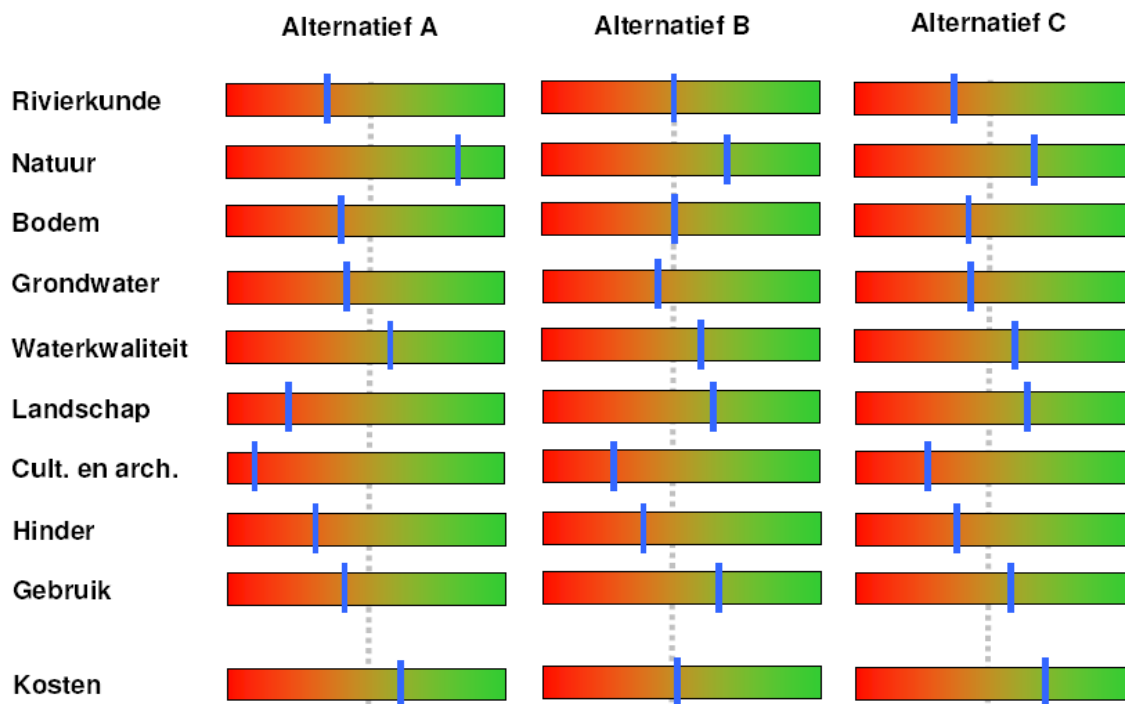 Alternatief A Alternatief B Alternatief C
Rivierkunde
Natuur
Bodem
Grondwater
Waterkwaliteit
Landschap
Cult. en arch.
Hinder
Gebruik
Kosten